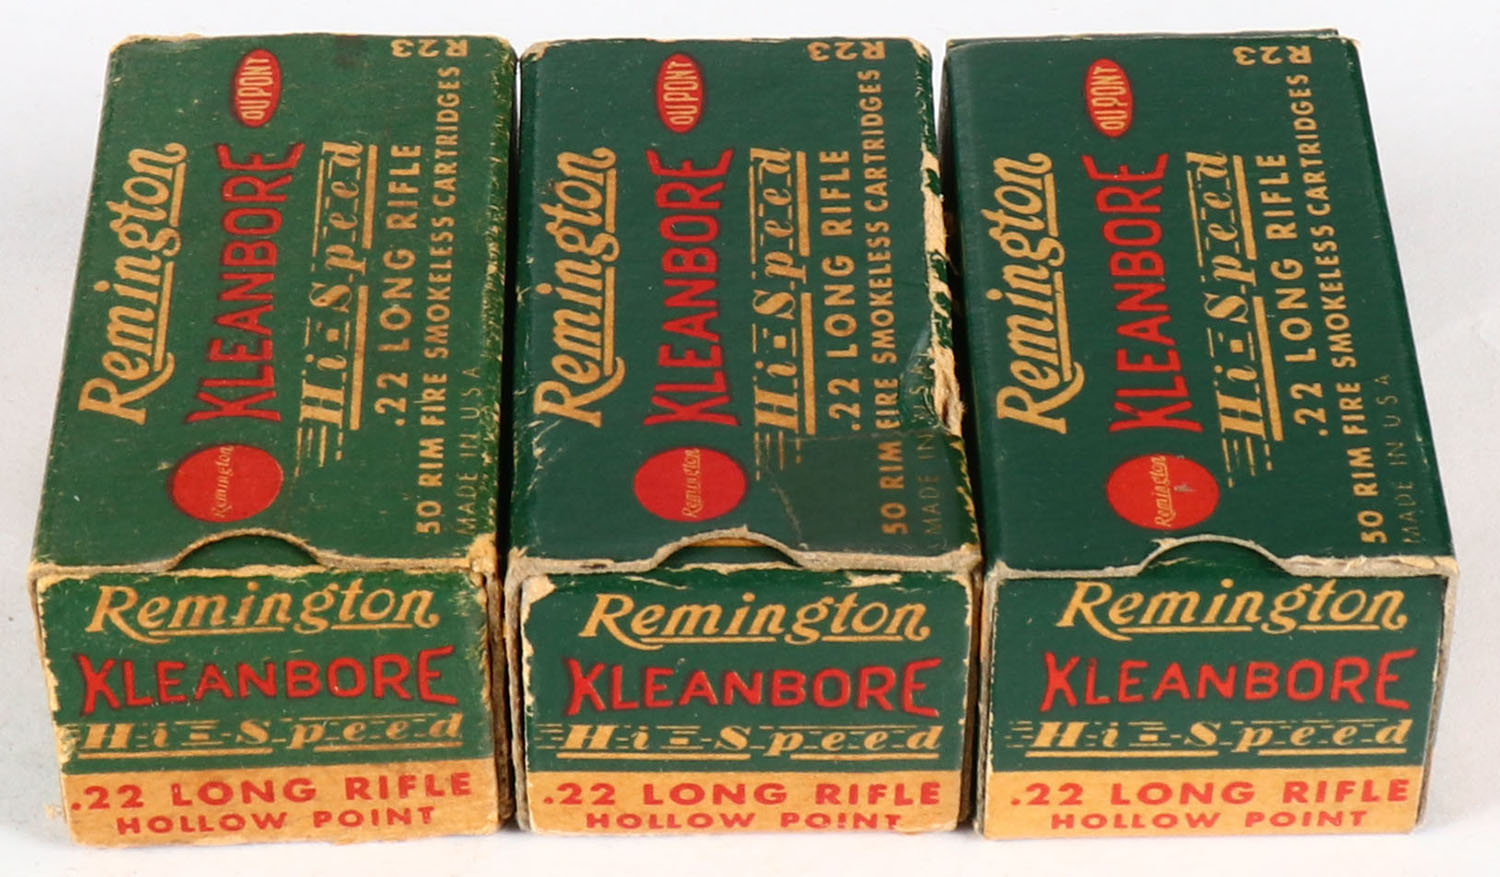 Remington
KLEANBORE
DU PONT
Hi-Speed
.22 LONG RIFLE
50 RIM FIRE SMOKELESS CARTRIDGES
R23
MADE IN U.S.A.
Remington
Remington
KLEANBORE
Hi-Speed
.22 LONG RIFLE
HOLLOW POINT
Remington
KLEANBORE
DU PONT
Hi-Speed
.22 LONG RIFLE
50 RIM FIRE SMOKELESS CARTRIDGES
R23
MADE IN U.S.A.
Remington
Remington
KLEANBORE
Hi-Speed
.22 LONG RIFLE
HOLLOW POINT
Remington
KLEANBORE
DU PONT
Hi-Speed
.22 LONG RIFLE
50 RIM FIRE SMOKELESS CARTRIDGES
R23
MADE IN U.S.A
Remington
Remington
KLEANBORE
Hi-Speed
.22 LONG RIFLE
HOLLOW POINT